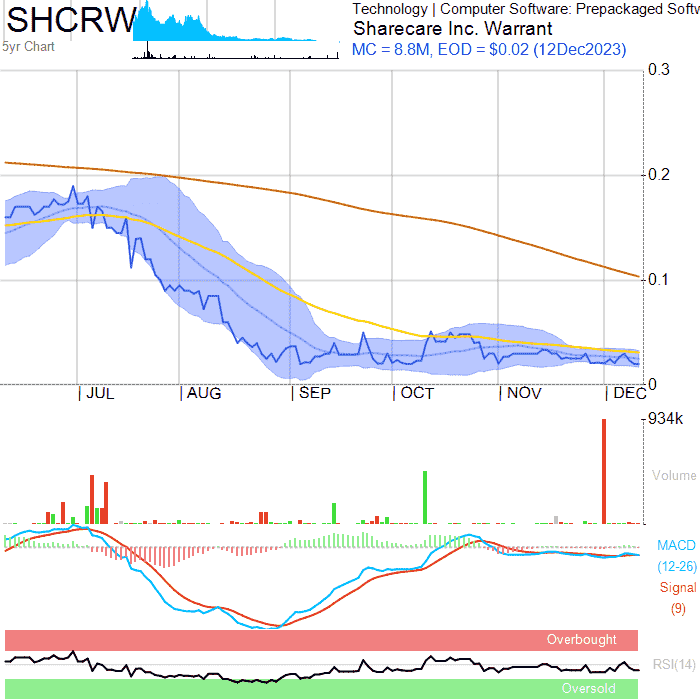 SHCRW
5yr Chart
Technology | Computer Software: Prepackaged Softw
Sharecare Inc. Warrant
MC = 8.8M, EOD = $0.02 (12Dec2023)
0.3
0.2
0.1
0
| JUL | AUG | SEP | OCT | NOV | DEC
934k
Volume
MACD
(12-26)
Signal
(9)
Overbought
RSI(14)
Oversold